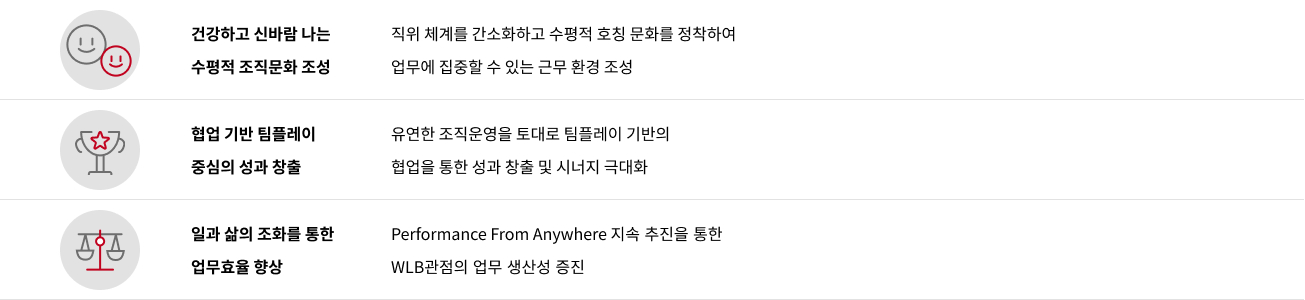 건강하고 신바람 나는
수평적 조직문화 조성
직위 체계를 간소화하고 수평적 호칭 문화를 정착하여
업무에 집중할 수 있는 근무 환경 조성
협업 기반 팀플레이
중심의 성과 창출
유연한 조직운영을 토대로 팀플레이 기반의
협업을 통한 성과 창출 및 시너지 극대화
일과 삶의 조화를 통한
업무효율 향상
Performance From Anywhere 지속 추진을 통한
WLB관점의 업무 생산성 증진